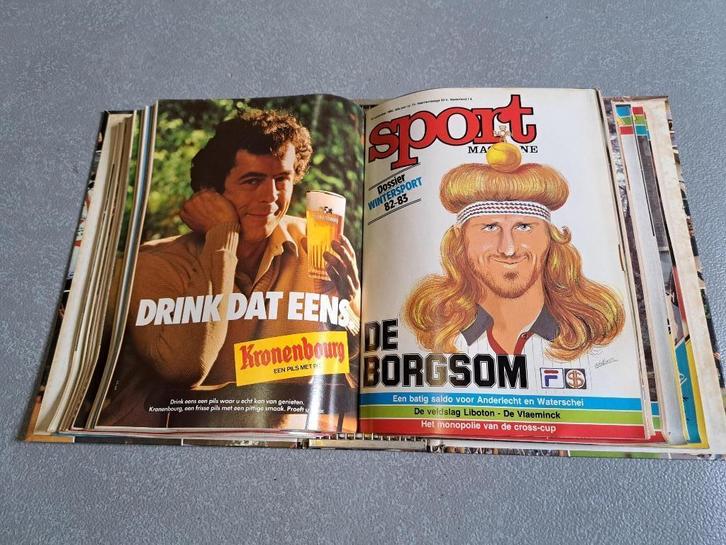 DRINK DAT EENS
Kronenbourg
EEN PILS MET
Drink eens een pils waar u echt kan van genieten.
Kronenbourg, een frisse pils met een pittige smaak. Proeft
sport
MAGAZINE
Dossier
WINTERSPORT
82-83
DE
BORGSOM
F
Een batig saldo voor Anderlecht en Waterschei
De veldslag Liboton - De Vlaeminck
Het monopolie van de cross-cup